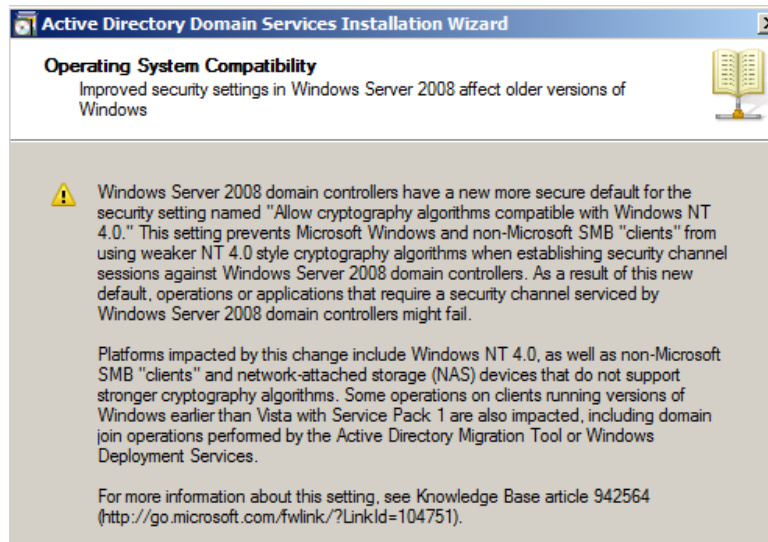 Active Directory Domain Services Installation Wizard
Operating System Compatibility
Improved security settings in Windows Server 2008 affect older versions of
Windows
Windows Server 2008 domain controllers have a new more secure default for the
security setting named "Allow cryptography algorithms compatible with Windows NT
4.0." This setting prevents Microsoft Windows and non-Microsoft SMB "clients" from
using weaker NT 4.0 style cryptography algorithms when establishing security channel
sessions against Windows Server 2008 domain controllers. As a result of this new
default, operations or applications that require a security channel serviced by
Windows Server 2008 domain controllers might fail.
Platforms impacted by this change include Windows NT 4.0, as well as non-Microsoft
SMB "clients" and network-attached storage (NAS) devices that do not support
stronger cryptography algorithms. Some operations on clients running versions of
Windows earlier than Vista with Service Pack 1 are also impacted, including domain
join operations performed by the Active Directory Migration Tool or Windows
Deployment Services.
For more information about this setting, see Knowledge Base article 942564
(http://go.microsoft.com/fwlink/?LinkId=104751).